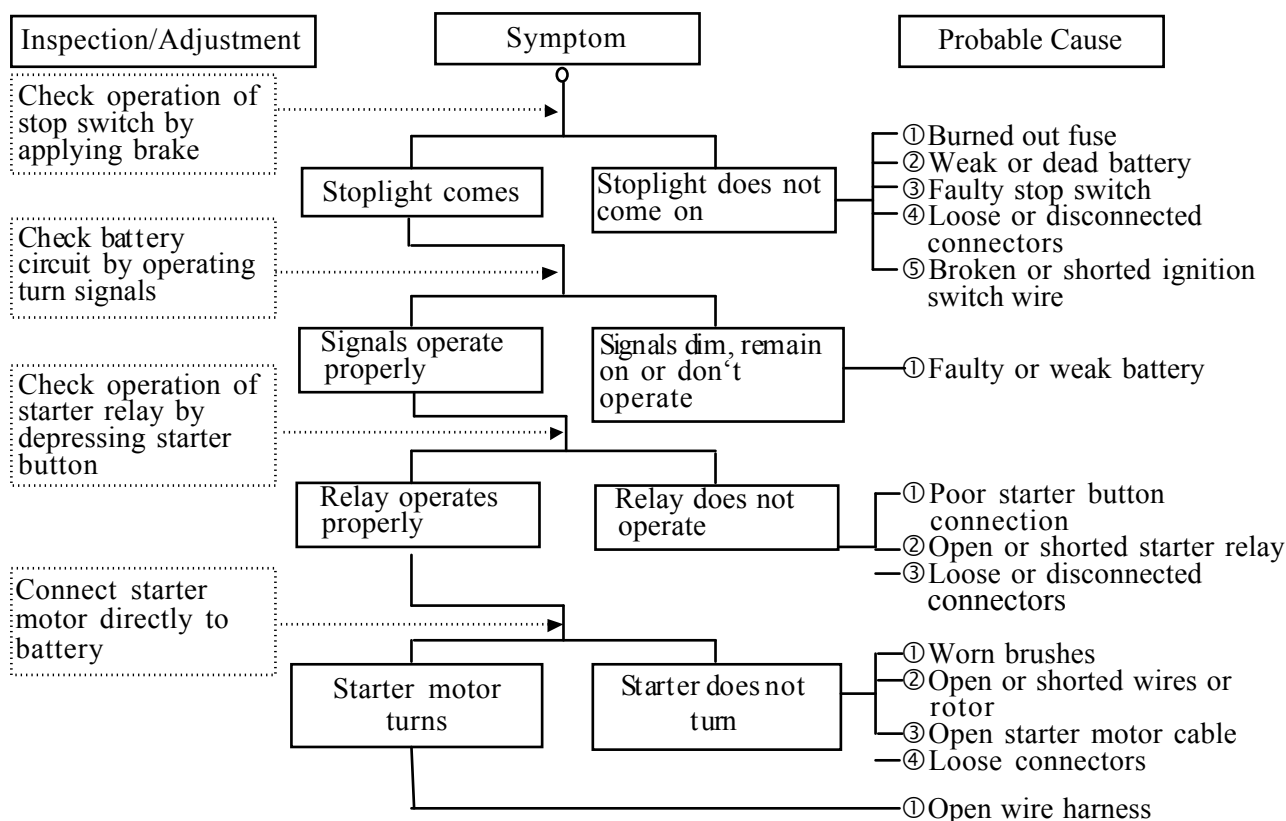 Inspection/Adjustment
Symptom
Probable Cause
Check operation of
stop switch by
applying brake
Stoplight comes
Stoplight does not
come on
①Burned out fuse
②Weak or dead battery
③Faulty stop switch
④Loose or disconnected
connectors
⑤Broken or shorted ignition
switch wire
Check battery
circuit by operating
turn signals
Signals operate
properly
Signals dim, remain
on or don‘t
operate
①Faulty or weak battery
Check operation of
starter relay by
depressing starter
button
Relay operates
properly
Relay does not
operate
①Poor starter button
connection
②Open or shorted starter relay
③Loose or disconnected
connectors
Connect starter
motor directly to
battery
Starter motor
turns
Starter does not
turn
①Worn brushes
②Open or shorted wires or
rotor
③Open starter motor cable
④Loose connectors
①Open wire harness